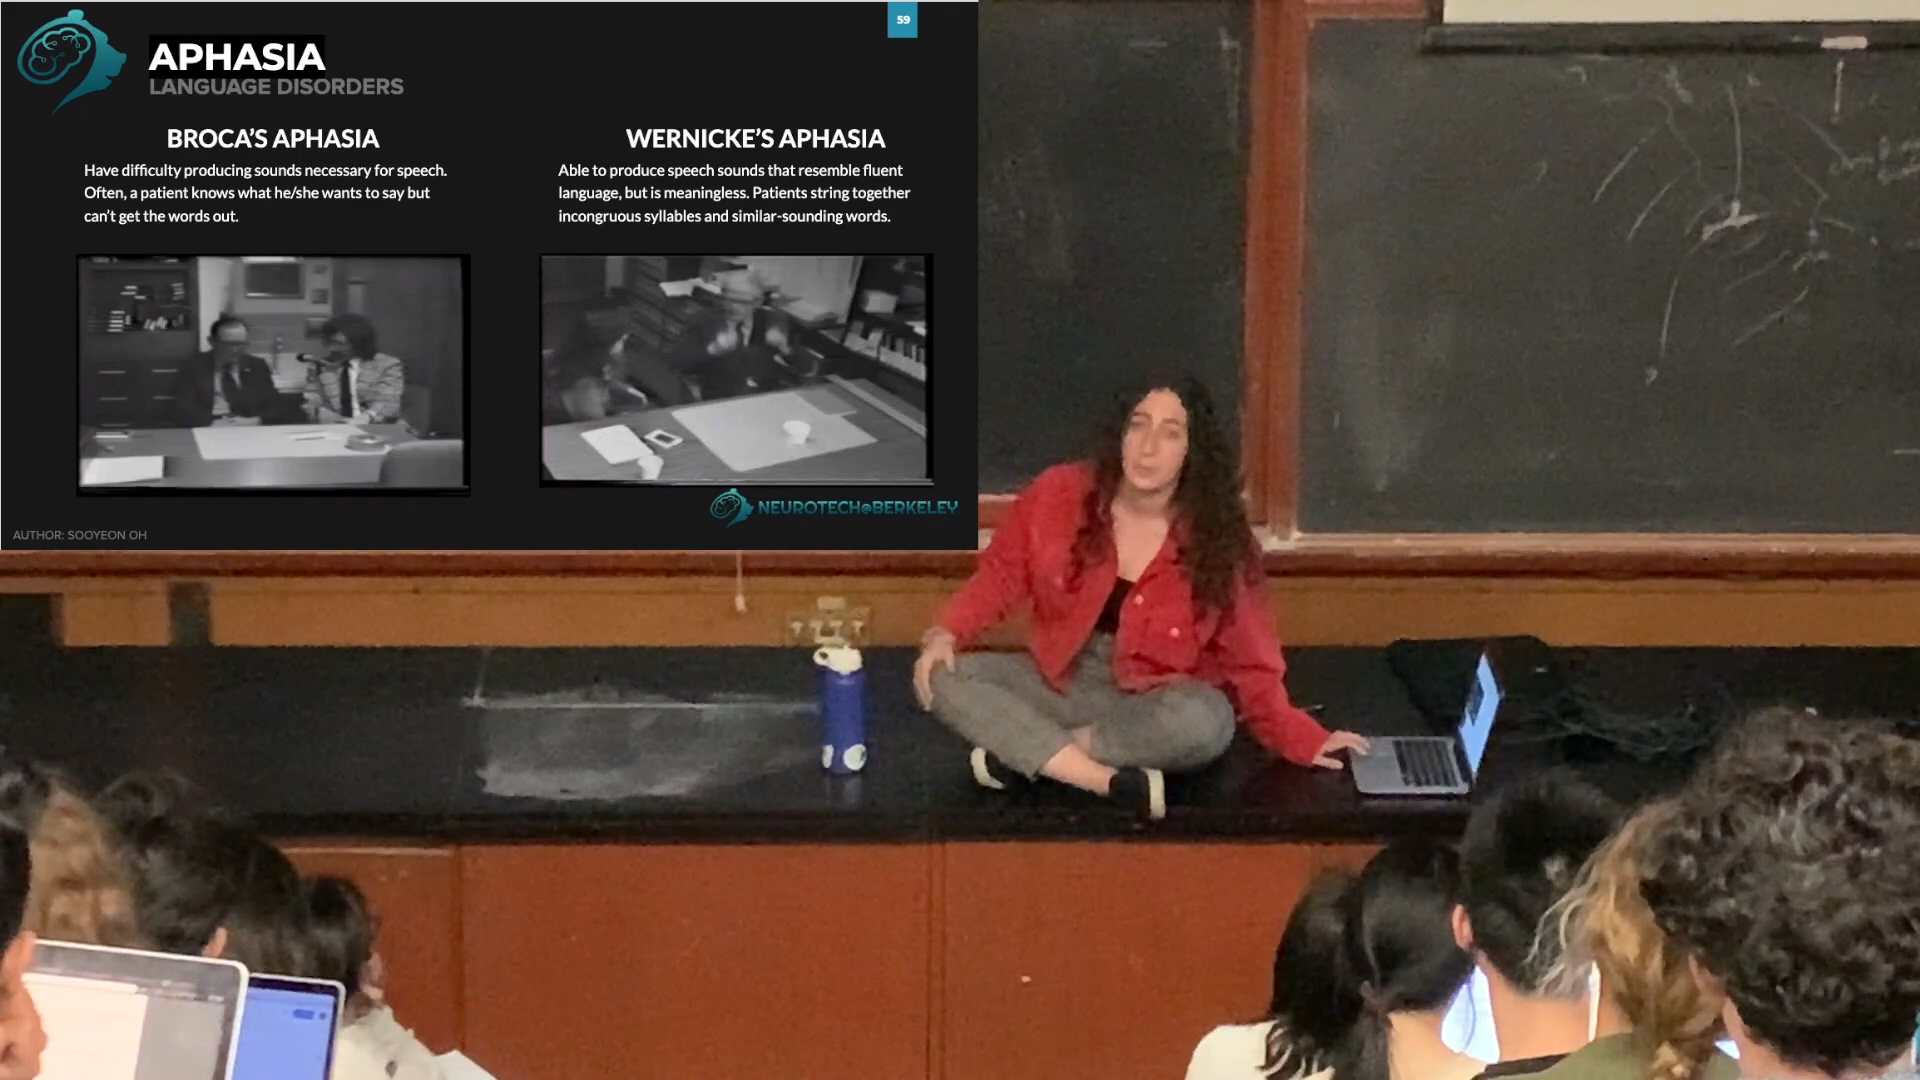 59
APHASIA
LANGUAGE DISORDERS
BROCA'S APHASIA
Have difficulty producing sounds necessary for speech.
Often, a patient knows what he/she wants to say but
can't get the words out.
WERNICKE'S APHASIA
Able to produce speech sounds that resemble fluent
language, but is meaningless. Patients string together
incongruous syllables and similar-sounding words.
NEUROTECH@BERKELEY
AUTHOR: SOOYEON OH